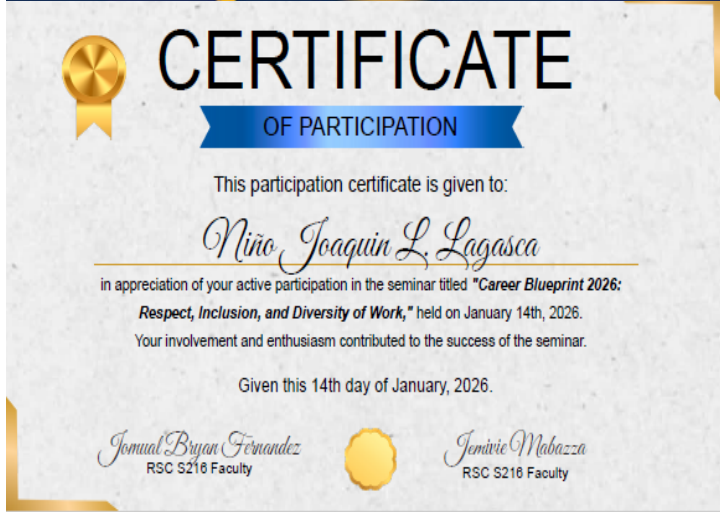 CERTIFICATE
OF PARTICIPATION
This participation certificate is given to:
Niño Joaquin L. Lagasca
in appreciation of your active participation in the seminar titled "Career Blueprint 2026:
Respect, Inclusion, and Diversity of Work," held on January 14th, 2026.
Your involvement and enthusiasm contributed to the success of the seminar.
Given this 14th day of January, 2026.
Jomual Bryan Fernandez
RSC S216 Faculty
Jemivie Mabazza
RSC S216 Faculty